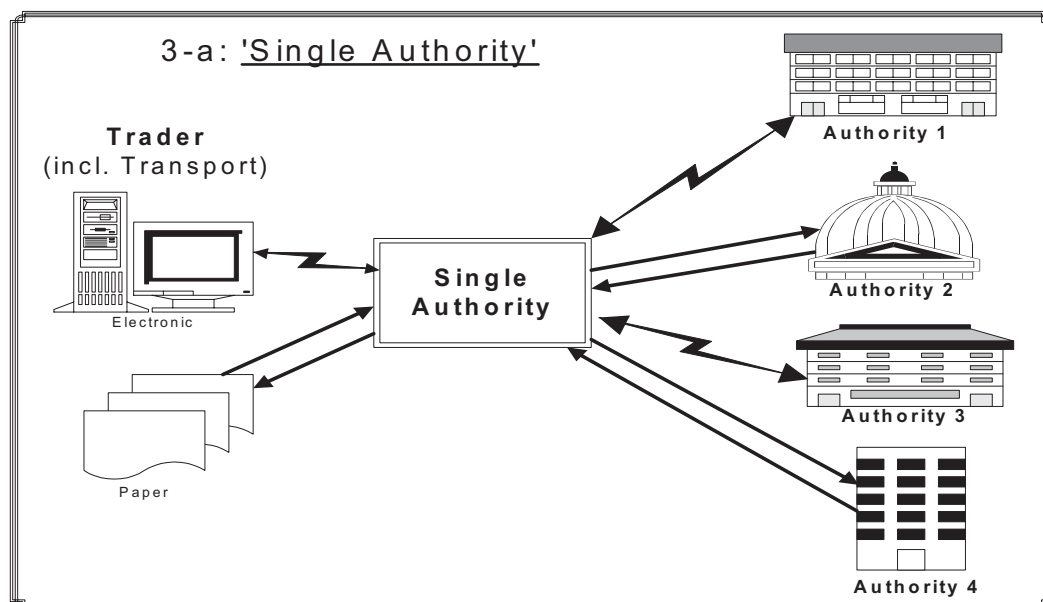 3-a: 'Single Authority'
Trader
(incl. Transport)
Electronic
Paper
Single
Authority
Authority 1
Authority 2
Authority 3
Authority 4